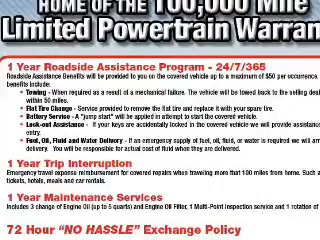 HOME OF THE 100,000 Mile
Limited Powertrain Warran
1 Year Roadside Assistance Program - 24/7/365
Roadside Assistance Benefits will be provided to you on the covered vehicle up to a maximum of $50 per occurrence.
• Towing - When required as a result of a mechanical failure. The vehicle will be towed back to the selling deal
within 50 miles.
• Flat Tire Change - Service provided to remove the flat tire and replace it with your spare tire.
• Battery Service - A "jump start" will be applied in attempt to start the covered vehicle.
• Lock-out Assistance - If your keys are accidentally locked in the covered vehicle we will provide assistance
entry.
• Fuel, Oil, Fluid and Water Delivery - If an emergency supply of fuel, oil, fluid, or water is required we will arr
delivery. You will be responsible for actual cost of fluid when they are delivered.
1 Year Trip Interruption
Emergency travel expense reimbursement for covered repairs when traveling more that 100 miles from home. Such a
tickets, hotels, meals and car rentals.
1 Year Maintenance Services
Includes 3 change of Engine Oil (up to 5 quarts) and Engine Oil Filter, 1 Multi-Point inspection service and 1 rotation of
72 Hour “NO HASSLE” Exchange Policy